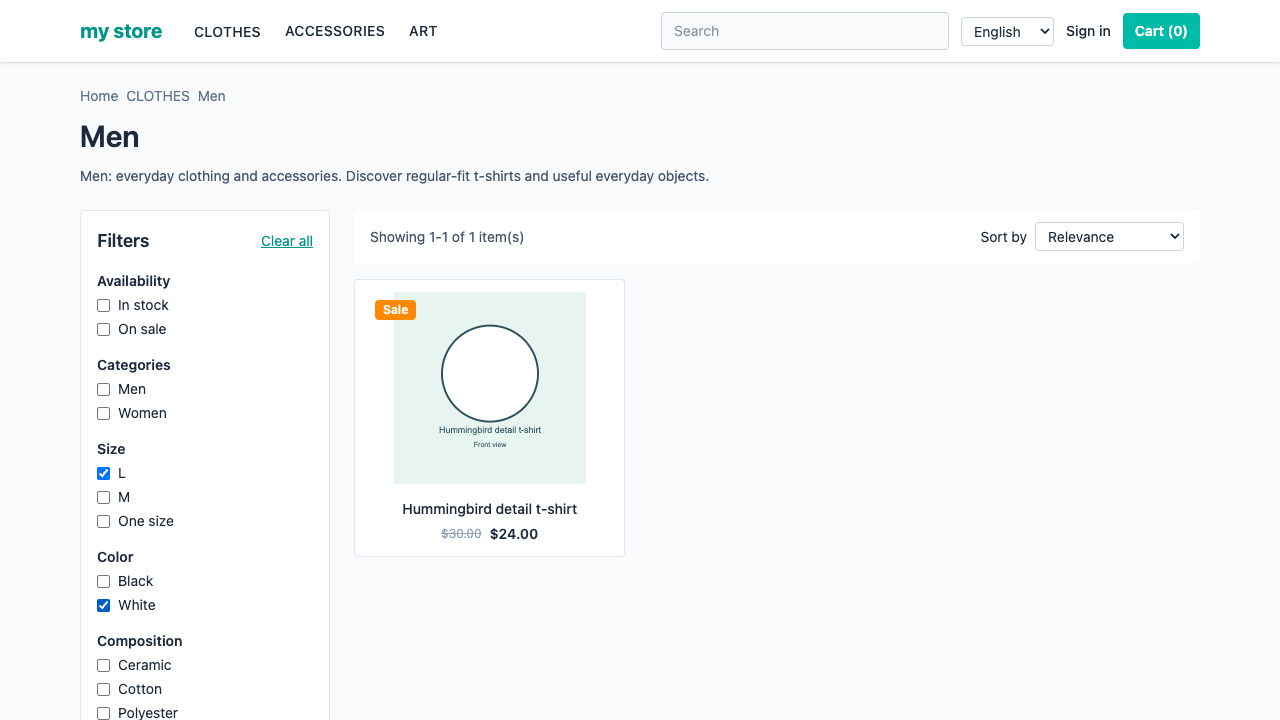 my store CLOTHES ACCESSORIES ART Search English Sign in Cart (0)
Home CLOTHES Men
Men
Men: everyday clothing and accessories. Discover regular-fit t-shirts and useful everyday objects.
Filters Clear all
Availability
In stock
On sale
Categories
Men
Women
Size
L
M
One size
Color
Black
White
Composition
Ceramic
Cotton
Polyester
Showing 1-1 of 1 item(s) Sort by Relevance
Sale
Hummingbird detail t-shirt
Front view
Hummingbird detail t-shirt
$30.00 $24.00